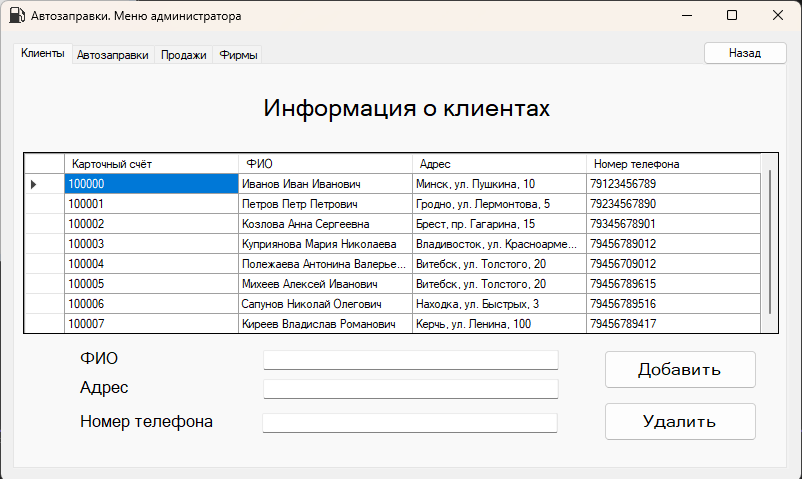 Автозаправки. Меню администратора
Клиенты Автозаправки Продажи Фирмы Назад
Информация о клиентах
Карточный счёт ФИО Адрес Номер телефона
100000 Иванов Иван Иванович Минск, ул. Пушкина, 10 79123456789
100001 Петров Петр Петрович Гродно, ул. Лермонтова, 5 79234567890
100002 Козлова Анна Сергеевна Брест, пр. Гагарина, 15 79345678901
100003 Куприянова Мария Николаева Владивосток, ул. Красноарме... 79456789012
100004 Полежаева Антонина Валерье... Витебск, ул. Толстого, 20 79456709012
100005 Михеев Алексей Иванович Витебск, ул. Толстого, 20 79456789615
100006 Сапунов Николай Олегович Находка, ул. Быстрых, 3 79456789516
100007 Киреев Владислав Романович Керчь, ул. Ленина, 100 79456789417
ФИО
Адрес
Номер телефона
Добавить
Удалить